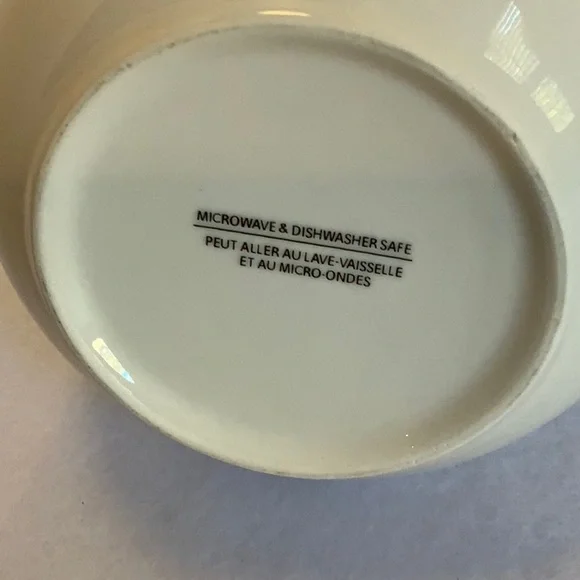 MICROWAVE & DISHWASHER SAFE
PEUT ALLER AU LAVE-VAISSELLE
ET AU MICRO-ONDES